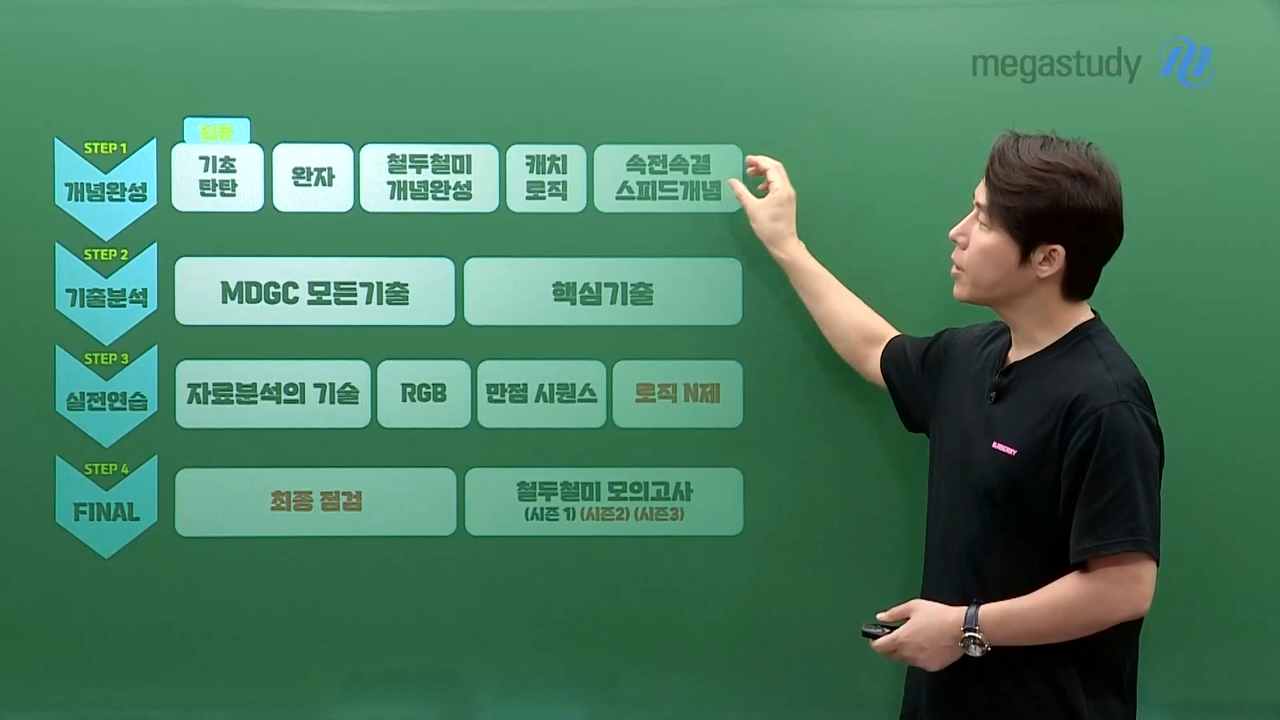 megastudy
STEP 1
개념완성
입문
기초
탄탄
완자
철두철미
개념완성
캐치
로직
속전속결
스피드개념
STEP 2
기출분석
MDGC 모든기출
핵심기출
STEP 3
실전연습
자료분석의 기술
RGB
만점 시퀀스
로직 N제
STEP 4
FINAL
최종 점검
철두철미 모의고사
(시즌 1) (시즌2) (시즌3)